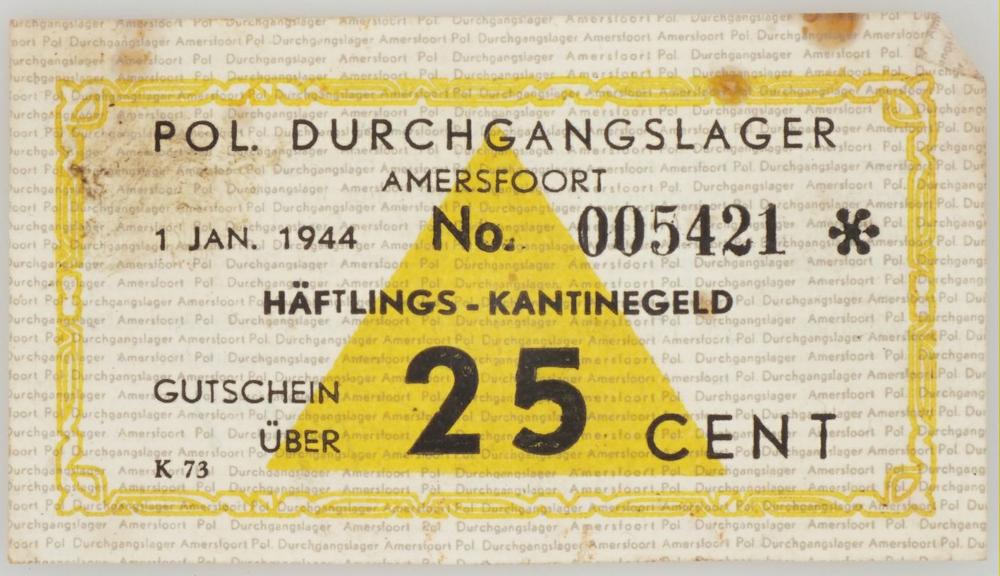 POL. DURCHGANGSLAGER
AMERSFOORT
1 JAN. 1944 No. 005421 *
HÄFTLINGS - KANTINEGELD
GUTSCHEIN
ÜBER 25 CENT
K 73